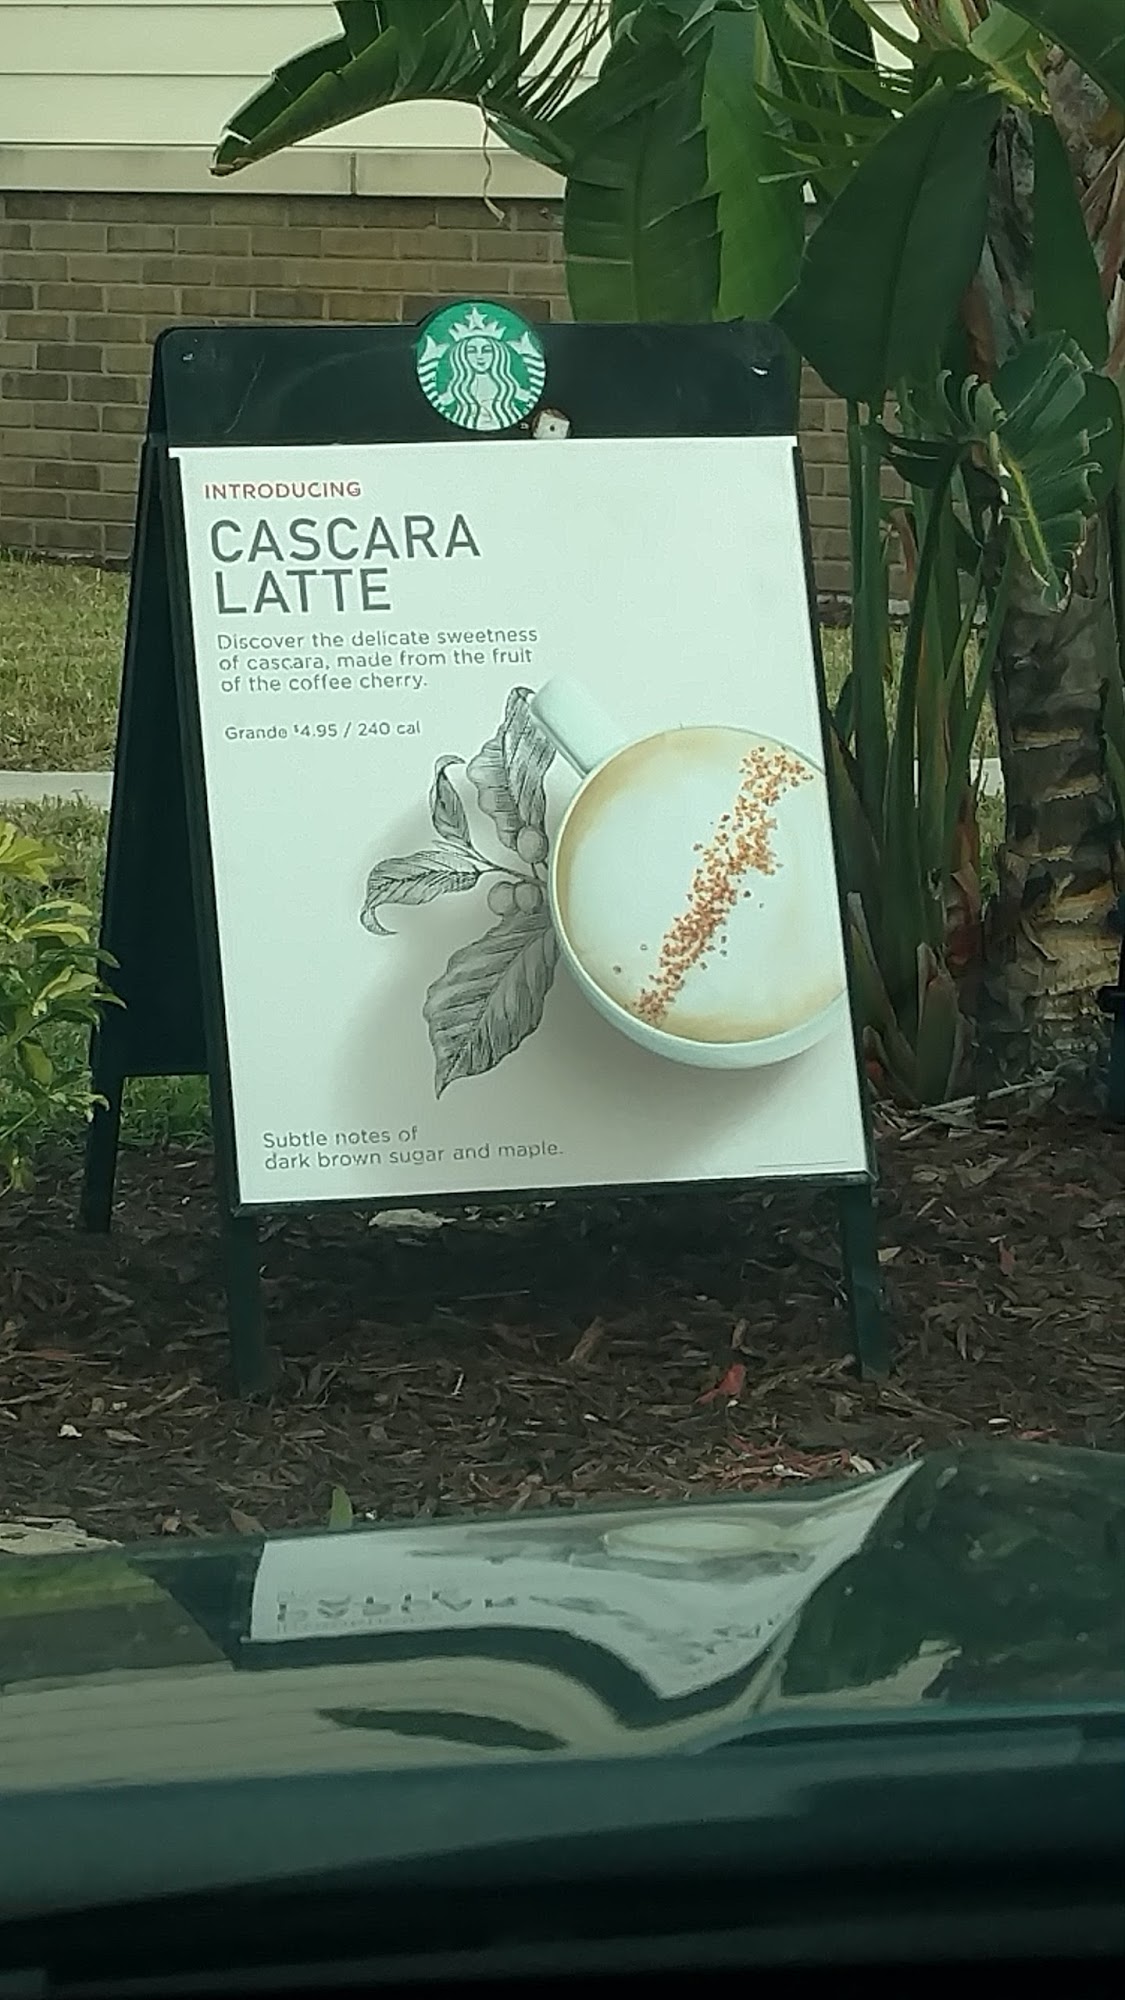 INTRODUCING
CASCARA
LATTE
Discover the delicate sweetness
of cascara, made from the fruit
of the coffee cherry.
Grande $4.95 / 240 cal
Subtle notes of
dark brown sugar and maple.